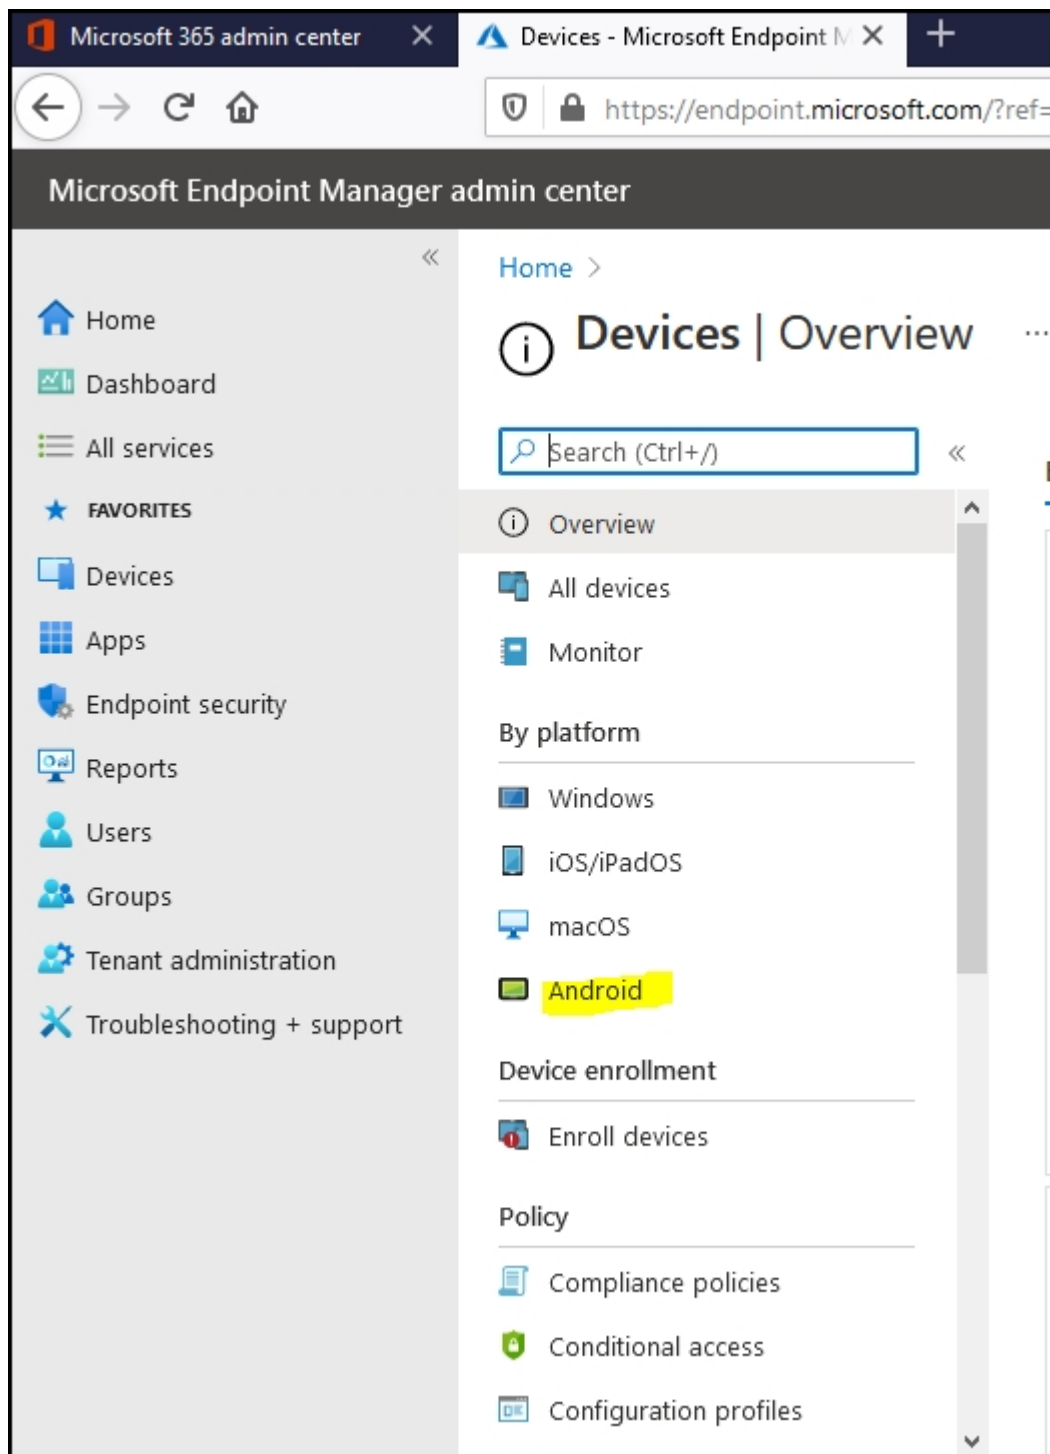 Microsoft 365 admin center
Devices - Microsoft Endpoint M
https://endpoint.microsoft.com/?ref=
Microsoft Endpoint Manager admin center
Home
Dashboard
All services
FAVORITES
Devices
Apps
Endpoint security
Reports
Users
Groups
Tenant administration
Troubleshooting + support
Home >
Devices | Overview ...
Search (Ctrl+/)
Overview
All devices
Monitor
By platform
Windows
iOS/iPadOS
macOS
Android
Device enrollment
Enroll devices
Policy
Compliance policies
Conditional access
Configuration profiles